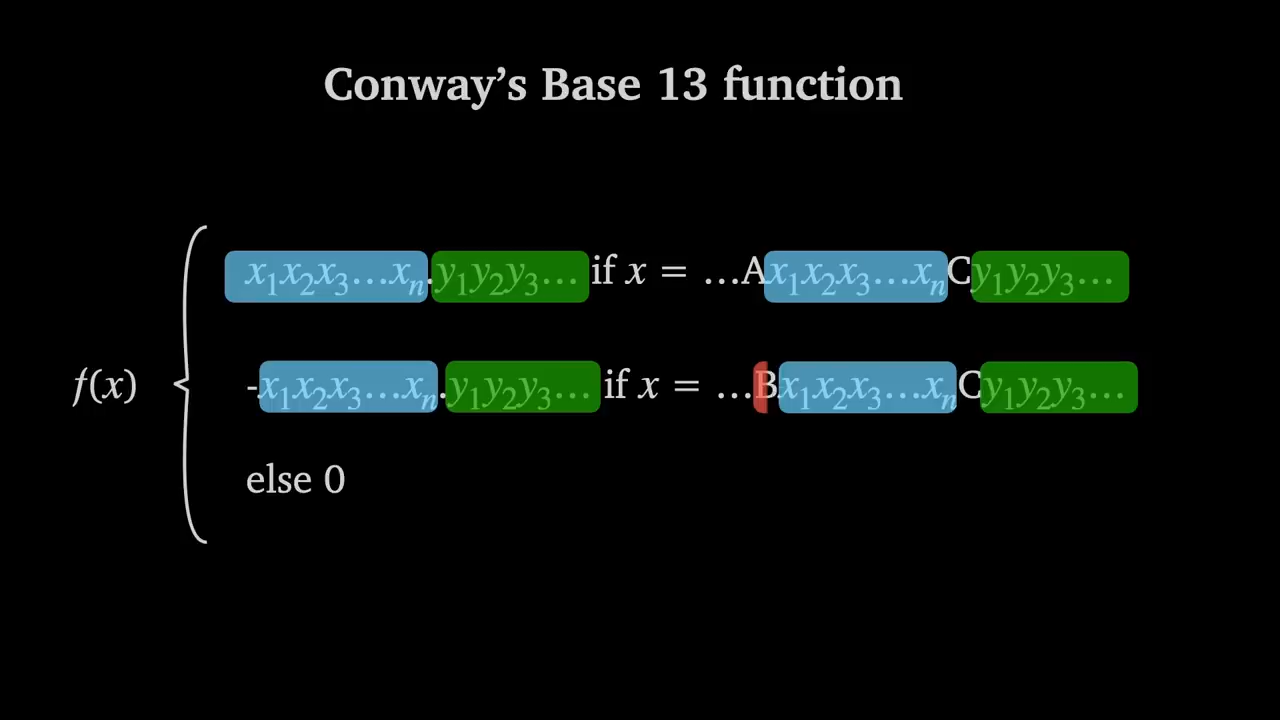 Conway’s Base 13 function
x₁x₂x₃…xₙ.y₁y₂y₃… if x = …Ax₁x₂x₃…xₙCy₁y₂y₃…
f(x) { -x₁x₂x₃…xₙ.y₁y₂y₃… if x = …Bx₁x₂x₃…xₙCy₁y₂y₃…
else 0